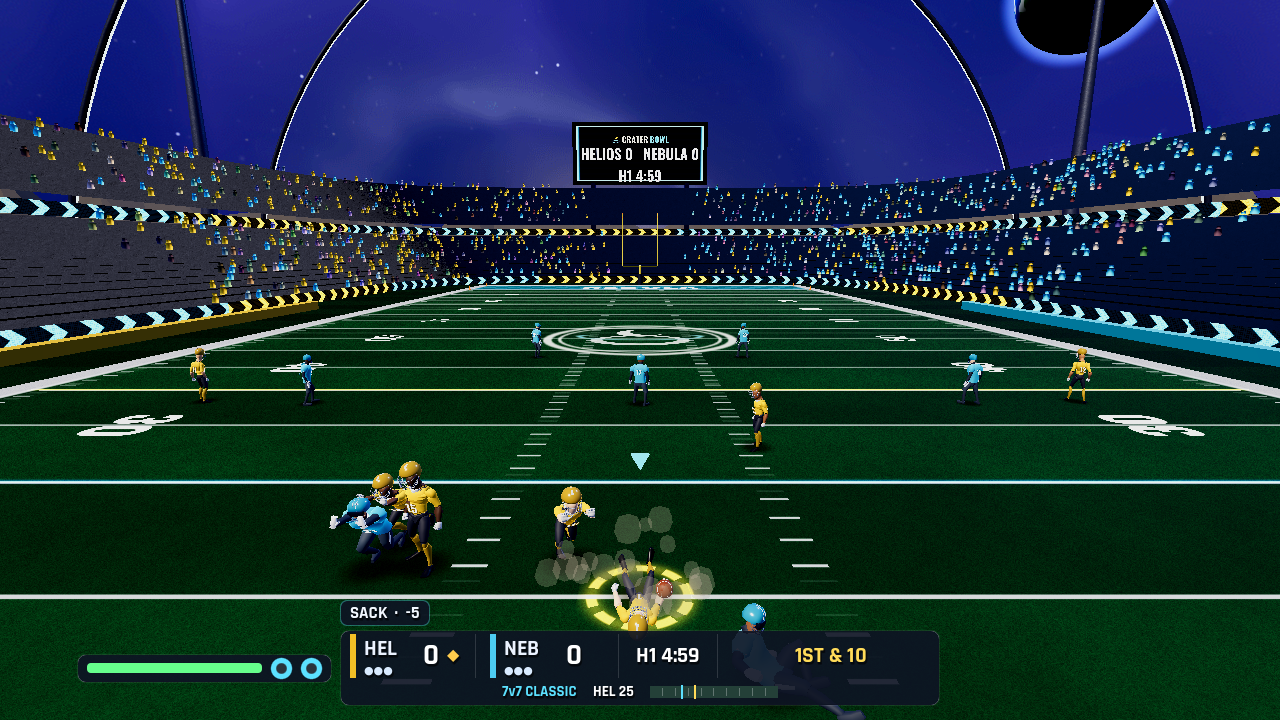 CRATER BOWL
HELIOS 0 NEBULA 0
H1 4:59
SACK · -5
HEL 0 NEB 0 H1 4:59 1ST & 10
7v7 CLASSIC HEL 25